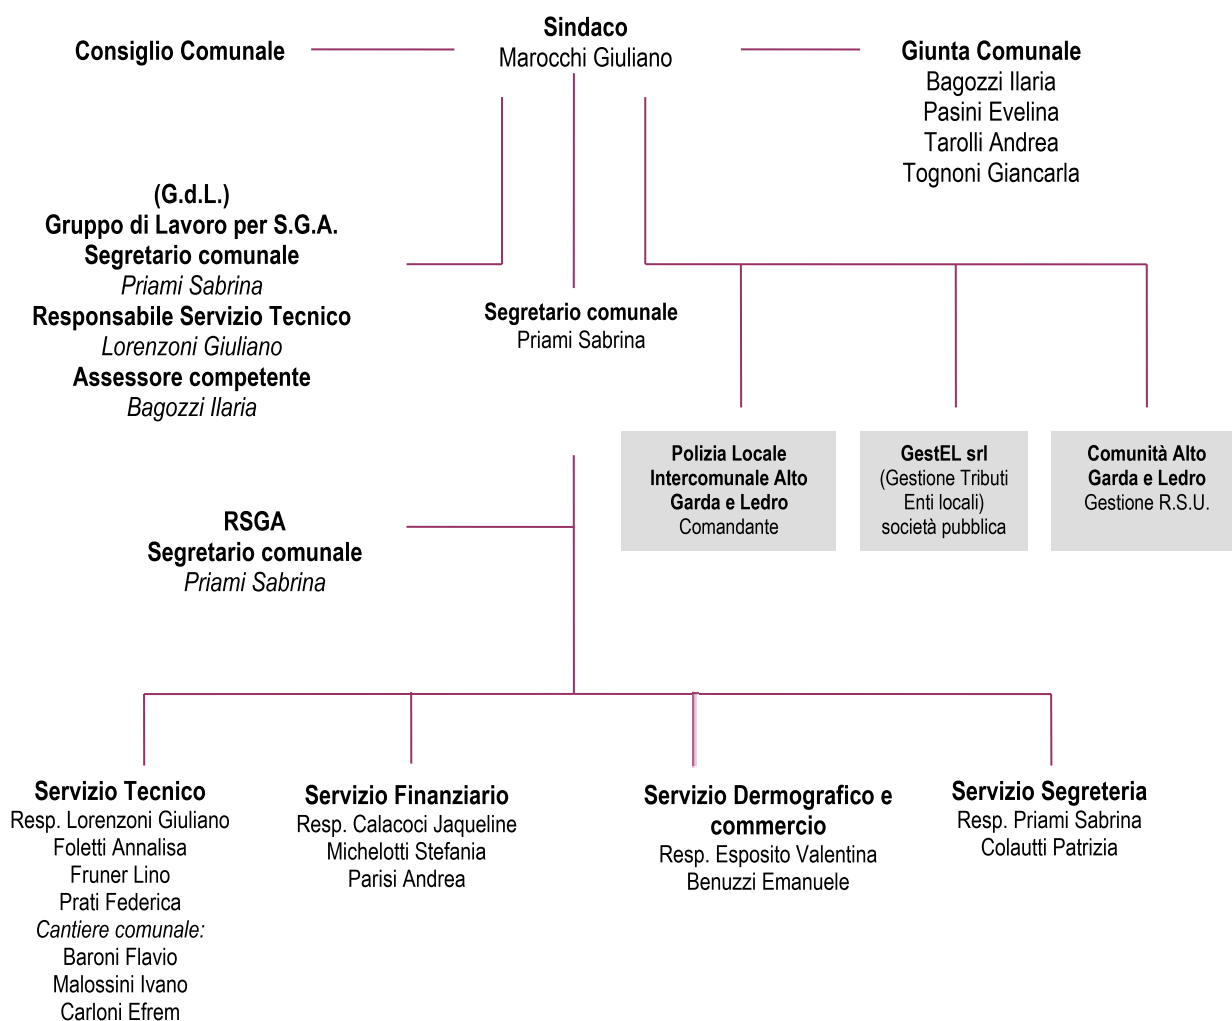 Consiglio Comunale
Sindaco
Marocchi Giuliano
Giunta Comunale
Bagozzi Ilaria
Pasini Evelina
Tarolli Andrea
Tognoni Giancarla
(G.d.L.)
Gruppo di Lavoro per S.G.A.
Segretario comunale
Priami Sabrina
Responsabile Servizio Tecnico
Lorenzoni Giuliano
Assessore competente
Bagozzi Ilaria
Segretario comunale
Priami Sabrina
Polizia Locale
Intercomunale Alto
Garda e Ledro
Comandante
GestEL srl
(Gestione Tributi
Enti locali)
società pubblica
Comunità Alto
Garda e Ledro
Gestione R.S.U.
RSGA
Segretario comunale
Priami Sabrina
Servizio Tecnico
Resp. Lorenzoni Giuliano
Foletti Annalisa
Fruner Lino
Prati Federica
Cantiere comunale:
Baroni Flavio
Malossini Ivano
Carloni Efrem
Servizio Finanziario
Resp. Calacoci Jaqueline
Michelotti Stefania
Parisi Andrea
Servizio Dermografico e
commercio
Resp. Esposito Valentina
Benuzzi Emanuele
Servizio Segreteria
Resp. Priami Sabrina
Colautti Patrizia